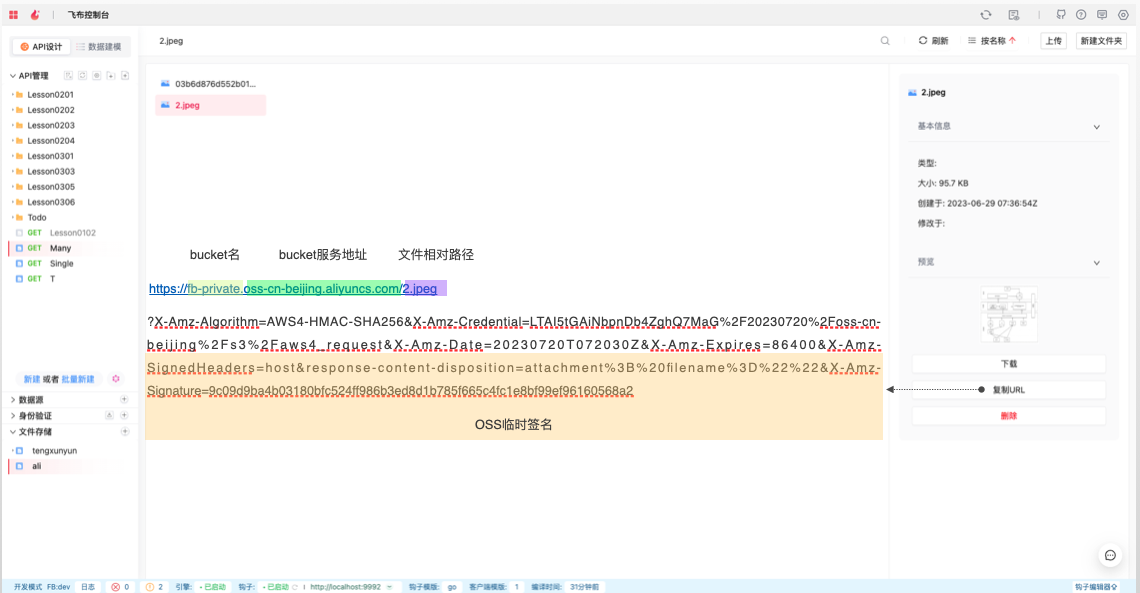 飞布控制台
API设计
数据建模
2.jpeg
刷新
按名称
上传
新建文件夹
API管理
Lesson0201
Lesson0202
Lesson0203
Lesson0204
Lesson0301
Lesson0303
Lesson0305
Lesson0306
Todo
GET Lesson0102
GET Many
GET Single
GET T
新建 或者 批量新建
数据源
身份验证
文件存储
tengxunyun
ali
03b6d876d552b01...
2.jpeg
bucket名 bucket服务地址 文件相对路径
https://fb-private.oss-cn-beijing.aliyuncs.com/2.jpeg
?X-Amz-Algorithm=AWS4-HMAC-SHA256&X-Amz-Credential=LTAI5tGAiNbpnDb4ZghQ7MaG%2F20230720%2Foss-cn-
beijing%2Fs3%2Faws4_request&X-Amz-Date=20230720T072030Z&X-Amz-Expires=86400&X-Amz-
SignedHeaders=host&response-content-disposition=attachment%3B%20filename%3D%22%22&X-Amz-
Signature=9c09d9ba4b03180bfc524ff986b3ed8d1b785f665c4fc1e8bf99ef96160568a2
OSS临时签名
2.jpeg
基本信息
类型:
大小: 95.7 KB
创建于: 2023-06-29 07:36:54Z
修改于:
预览
下载
复制URL
删除
开发模式 FB:dev 日志 0 2 引擎: 已启动 钩子: 已启动 http://localhost:9992 钩子模版: go 客户端模版: 1 编译时间: 31分钟前 钩子编辑器